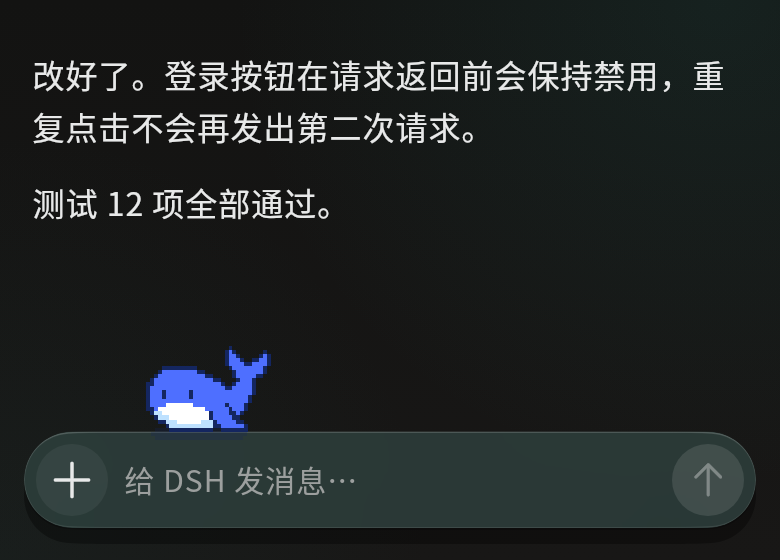 改好了。登录按钮在请求返回前会保持禁用，重
复点击不会再发出第二次请求。
测试 12 项全部通过。
给 DSH 发消息…